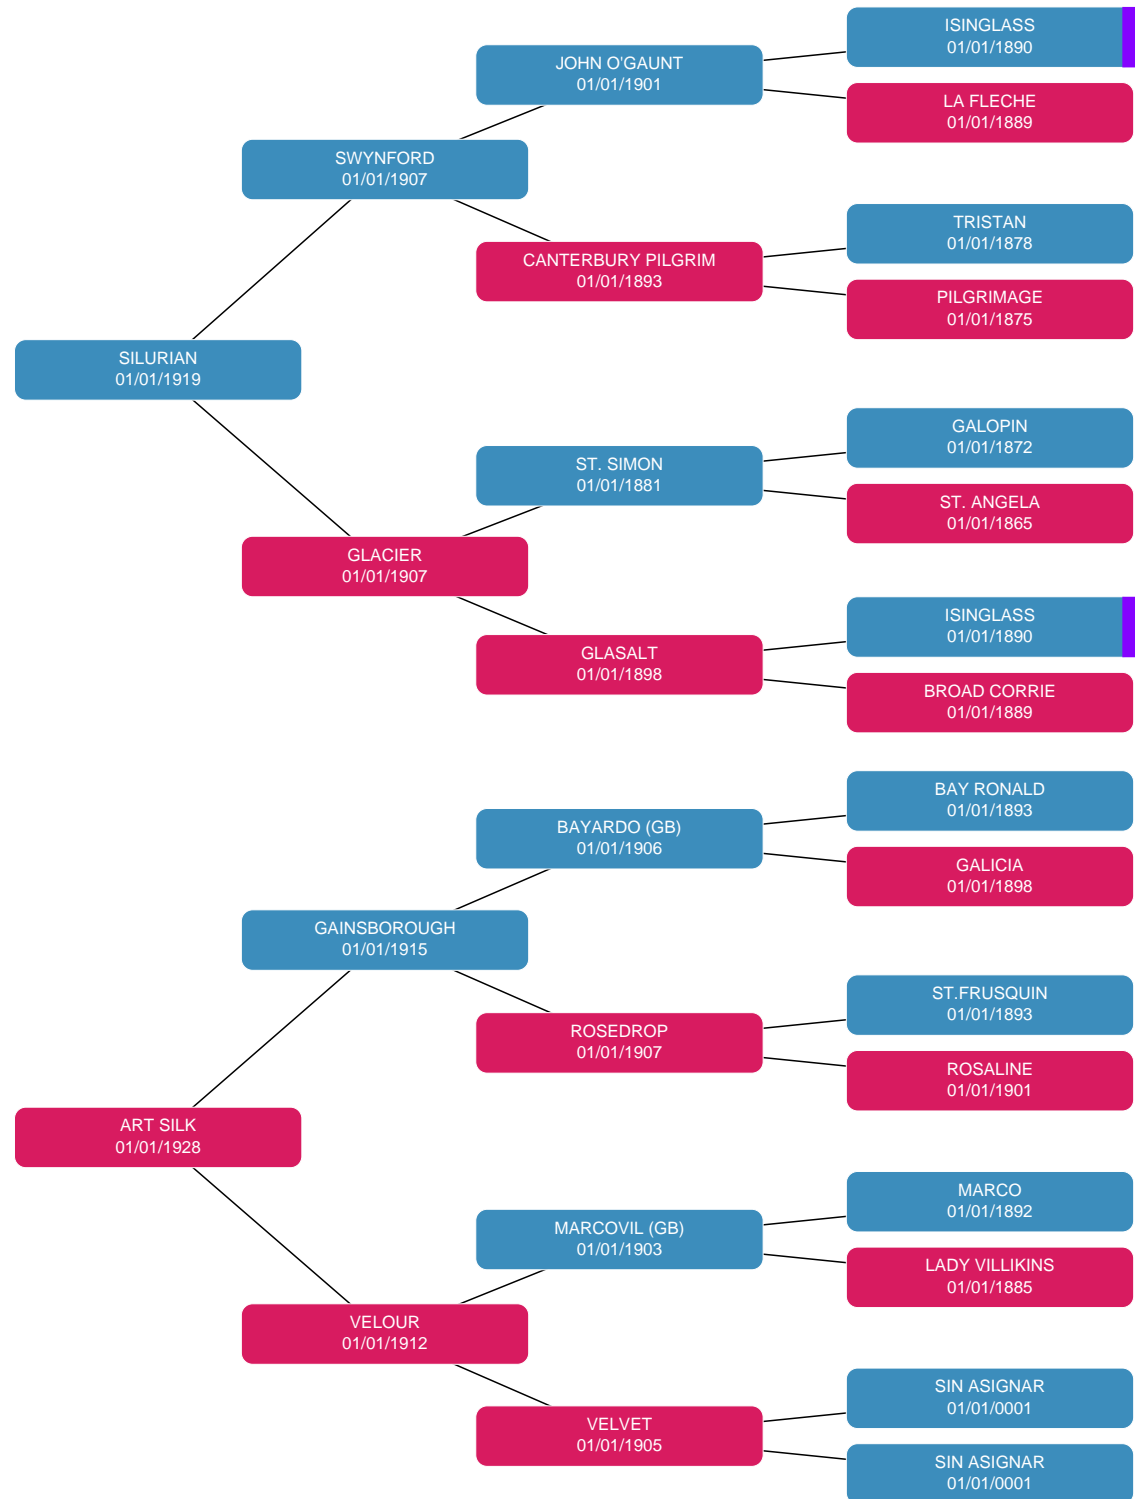 ISINGLASS
01/01/1890
JOHN O'GAUNT
01/01/1901
LA FLECHE
01/01/1889
SWYNFORD
01/01/1907
TRISTAN
01/01/1878
CANTERBURY PILGRIM
01/01/1893
PILGRIMAGE
01/01/1875
SILURIAN
01/01/1919
GALOPIN
01/01/1872
ST. SIMON
01/01/1881
ST. ANGELA
01/01/1865
GLACIER
01/01/1907
ISINGLASS
01/01/1890
GLASALT
01/01/1898
BROAD CORRIE
01/01/1889
BAY RONALD
01/01/1893
BAYARDO (GB)
01/01/1906
GALICIA
01/01/1898
GAINSBOROUGH
01/01/1915
ST.FRUSQUIN
01/01/1893
ROSEDROP
01/01/1907
ROSALINE
01/01/1901
ART SILK
01/01/1928
MARCO
01/01/1892
MARCOVIL (GB)
01/01/1903
LADY VILLIKINS
01/01/1885
VELOUR
01/01/1912
SIN ASIGNAR
01/01/0001
VELVET
01/01/1905
SIN ASIGNAR
01/01/0001